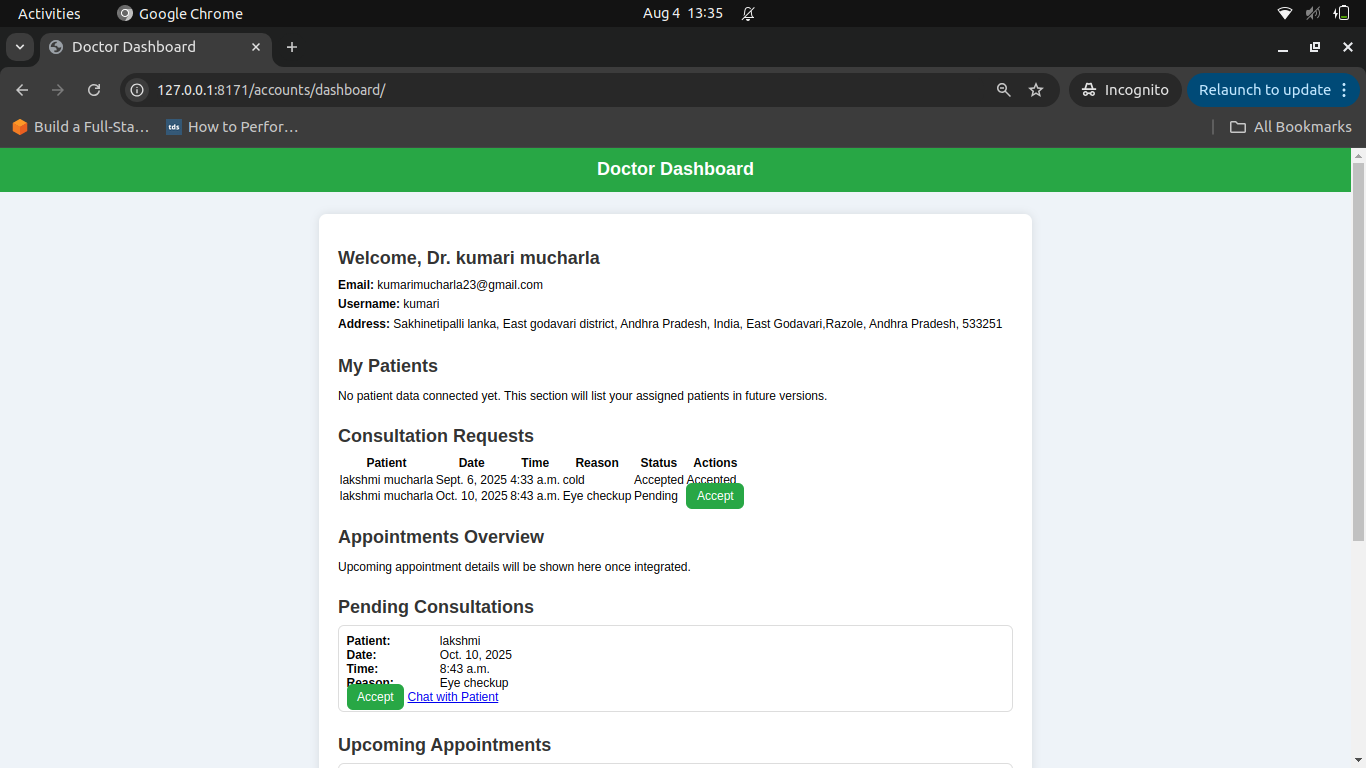 Activities Google Chrome Aug 4 13:35
Doctor Dashboard
127.0.0.1:8171/accounts/dashboard/ Incognito Relaunch to update
Build a Full-Sta… tds How to Perfor… All Bookmarks
Doctor Dashboard
Welcome, Dr. kumari mucharla
Email: kumarimucharla23@gmail.com
Username: kumari
Address: Sakhinetipalli lanka, East godavari district, Andhra Pradesh, India, East Godavari,Razole, Andhra Pradesh, 533251
My Patients
No patient data connected yet. This section will list your assigned patients in future versions.
Consultation Requests
Patient Date Time Reason Status Actions
lakshmi mucharla Sept. 6, 2025 4:33 a.m. cold Accepted Accepted
lakshmi mucharla Oct. 10, 2025 8:43 a.m. Eye checkup Pending Accept
Appointments Overview
Upcoming appointment details will be shown here once integrated.
Pending Consultations
Patient: lakshmi
Date: Oct. 10, 2025
Time: 8:43 a.m.
Reason: Eye checkup
Accept Chat with Patient
Upcoming Appointments